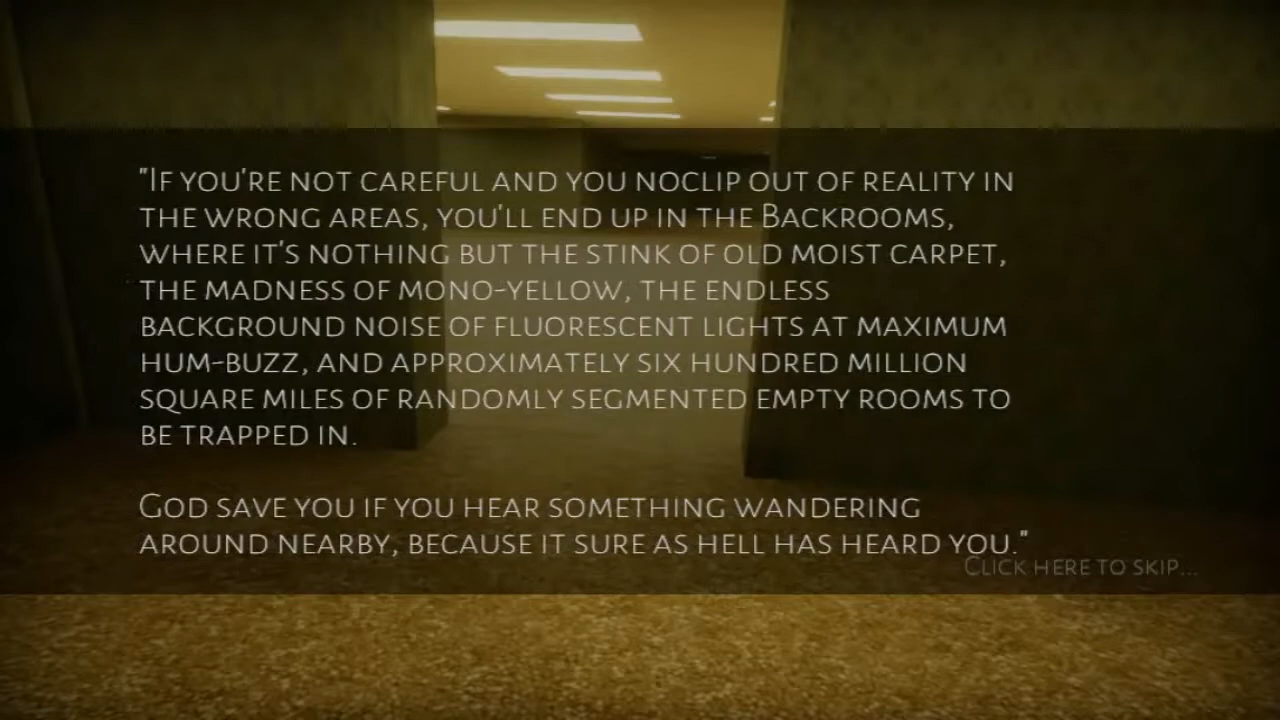 "If you're not careful and you noclip out of reality in
the wrong areas, you'll end up in the Backrooms,
where it's nothing but the stink of old moist carpet,
the madness of mono-yellow, the endless
background noise of fluorescent lights at maximum
hum-buzz, and approximately six hundred million
square miles of randomly segmented empty rooms to
be trapped in.
God save you if you hear something wandering
around nearby, because it sure as hell has heard you."
Click here to skip...